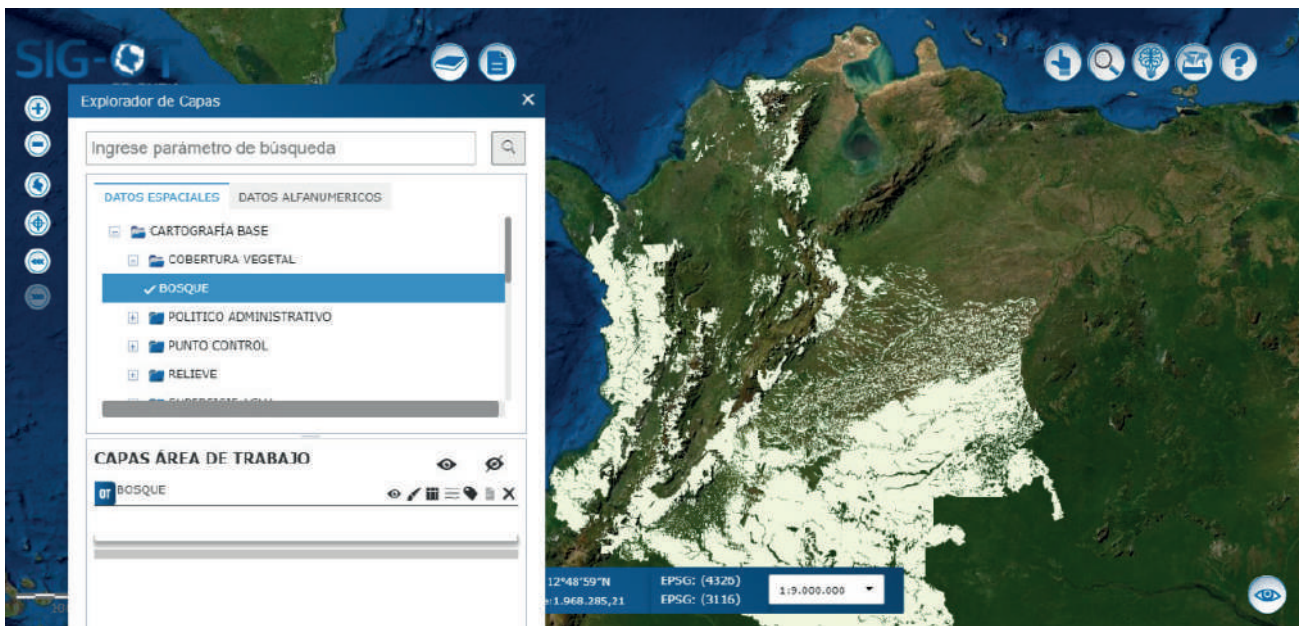 SIG-OT
Explorador de Capas
Ingrese parámetro de búsqueda
DATOS ESPACIALES DATOS ALFANUMERICOS
CARTOGRAFÍA BASE
COBERTURA VEGETAL
BOSQUE
POLITICO ADMINISTRATIVO
PUNTO CONTROL
RELIEVE
CAPAS ÁREA DE TRABAJO
OT BOSQUE
12°48'59"N EPSG: (4326)
1.968.285,21 EPSG: (3116)
1:9.000.000